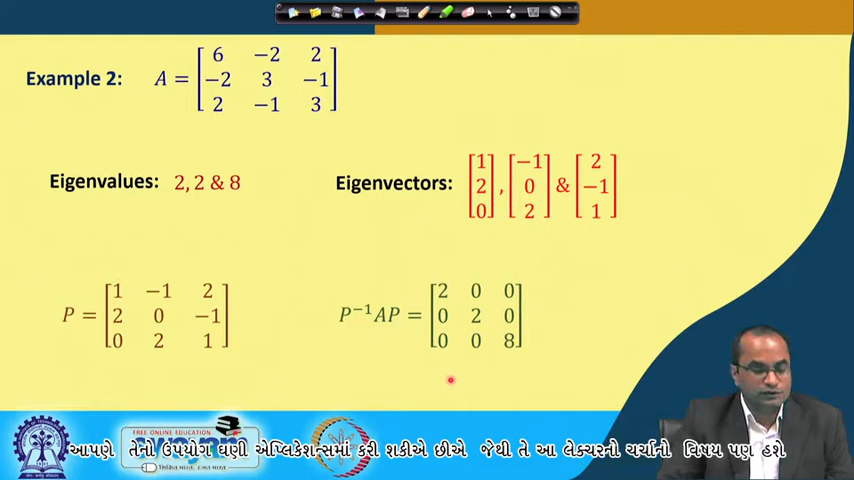 Example 2: A = [6 −2 2
−2 3 −1
2 −1 3]
Eigenvalues: 2, 2 & 8
Eigenvectors: [1 2 0], [−1 0 2] & [2 −1 1]
P = [1 −1 2
2 0 −1
0 2 1]
P⁻¹AP = [2 0 0
0 2 0
0 0 8]
FREE ONLINE EDUCATION
swayam
આપણે તેનો ઉપયોગ ઘણી એપ્લિકેશન્સમાં કરી શકીએ છીએ જેથી તે આ લેક્ચરનો ચર્ચાનો વિષય પણ હશે